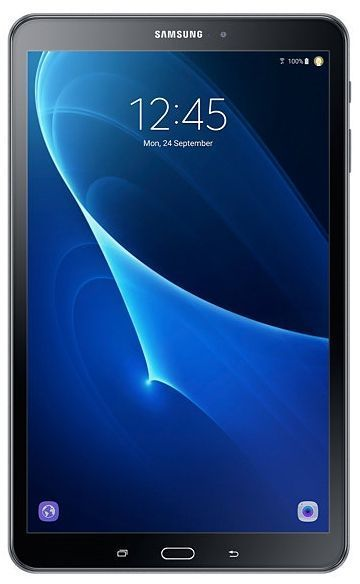 SAMSUNG
100%
12:45
Mon, 24 September